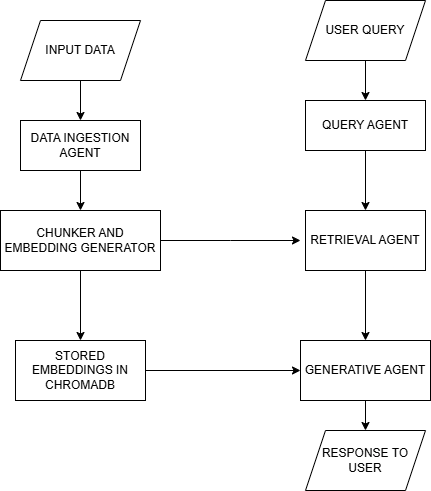 INPUT DATA
DATA INGESTION
AGENT
CHUNKER AND
EMBEDDING GENERATOR
STORED
EMBEDDINGS IN
CHROMADB
USER QUERY
QUERY AGENT
RETRIEVAL AGENT
GENERATIVE AGENT
RESPONSE TO
USER